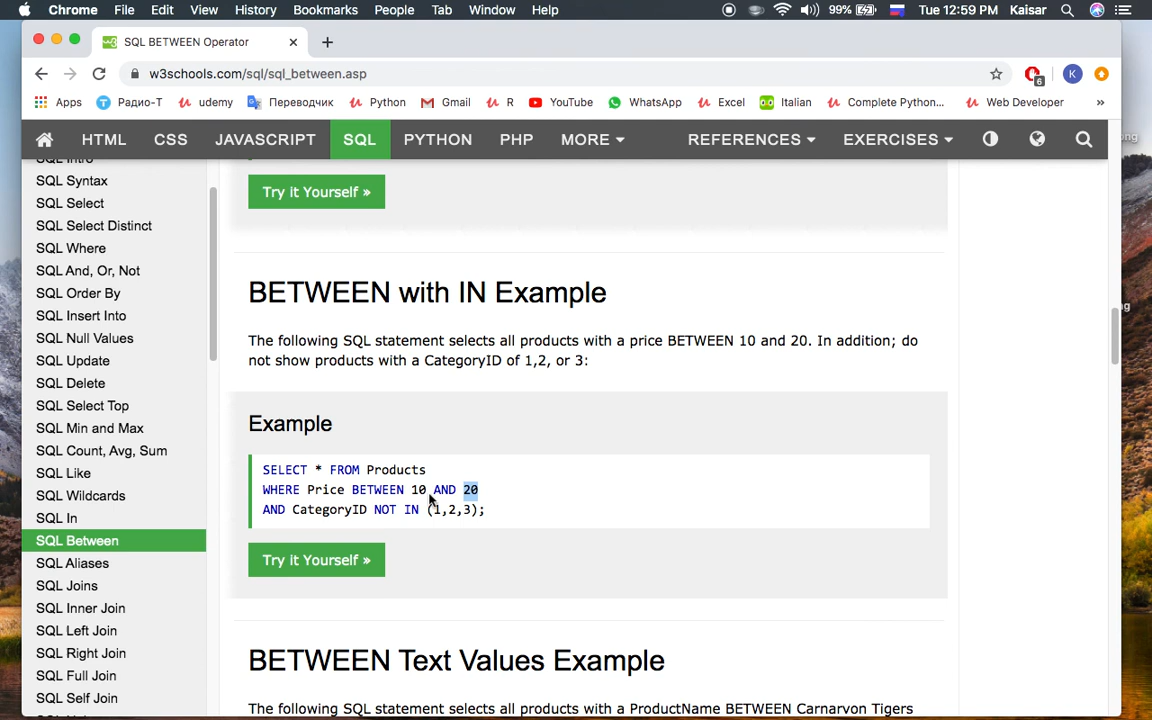 Chrome File Edit View History Bookmarks People Tab Window Help 99% Tue 12:59 PM Kaisar
SQL BETWEEN Operator
w3schools.com/sql/sql_between.asp
6 K
Apps Радио-Т udemy Переводчик Python Gmail R YouTube WhatsApp Excel Italian Complete Python... Web Developer »
HTML CSS JAVASCRIPT SQL PYTHON PHP MORE REFERENCES EXERCISES
SQL Intro
SQL Syntax
SQL Select
SQL Select Distinct
SQL Where
SQL And, Or, Not
SQL Order By
SQL Insert Into
SQL Null Values
SQL Update
SQL Delete
SQL Select Top
SQL Min and Max
SQL Count, Avg, Sum
SQL Like
SQL Wildcards
SQL In
SQL Between
SQL Aliases
SQL Joins
SQL Inner Join
SQL Left Join
SQL Right Join
SQL Full Join
SQL Self Join
Try it Yourself »
BETWEEN with IN Example
The following SQL statement selects all products with a price BETWEEN 10 and 20. In addition; do
not show products with a CategoryID of 1,2, or 3:
Example
SELECT * FROM Products
WHERE Price BETWEEN 10 AND 20
AND CategoryID NOT IN (1,2,3);
Try it Yourself »
BETWEEN Text Values Example
The following SQL statement selects all products with a ProductName BETWEEN Carnarvon Tigers